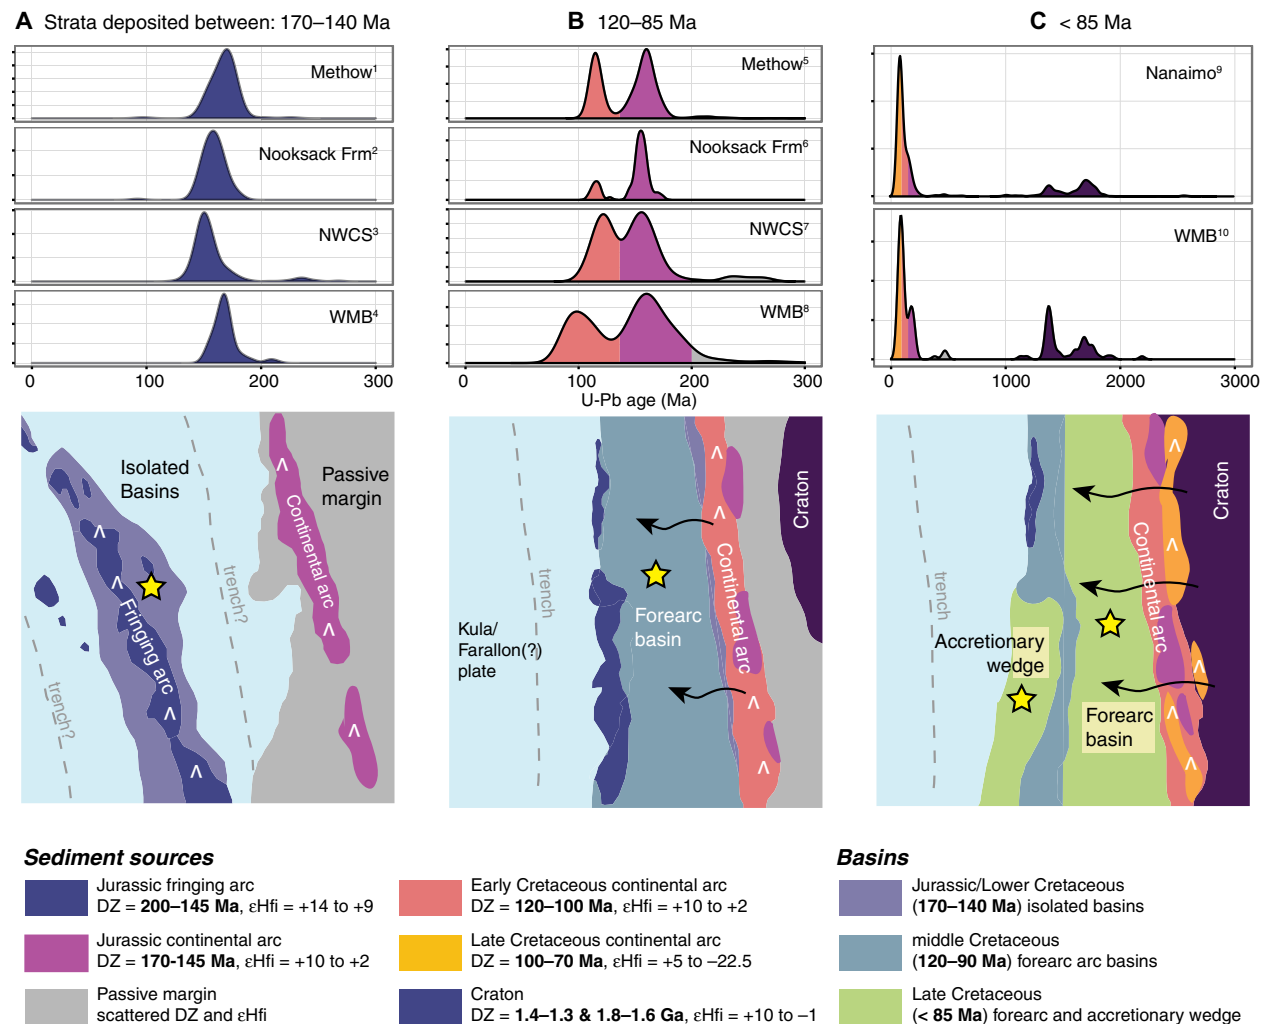 A Strata deposited between: 170–140 Ma
Methow1
Nooksack Frm2
NWCS3
WMB4
0 100 200 300
B 120–85 Ma
Methow5
Nooksack Frm6
NWCS7
WMB8
0 100 200 300
U-Pb age (Ma)
C < 85 Ma
Nanaimo9
WMB10
0 1000 2000 3000
Isolated
Basins
Passive
margin
Continental arc
Fringing arc
trench?
trench?
Kula/
Farallon(?)
plate
trench
Forearc
basin
Continental arc
Craton
trench
Accretionary
wedge
Forearc
basin
Continental arc
Craton
Sediment sources
Jurassic fringing arc
DZ = 200–145 Ma, εHfi = +14 to +9
Jurassic continental arc
DZ = 170-145 Ma, εHfi = +10 to +2
Passive margin
scattered DZ and εHfi
Early Cretaceous continental arc
DZ = 120–100 Ma, εHfi = +10 to +2
Late Cretaceous continental arc
DZ = 100–70 Ma, εHfi = +5 to –22.5
Craton
DZ = 1.4–1.3 & 1.8–1.6 Ga, εHfi = +10 to –1
Basins
Jurassic/Lower Cretaceous
(170–140 Ma) isolated basins
middle Cretaceous
(120–90 Ma) forearc arc basins
Late Cretaceous
(< 85 Ma) forearc and accretionary wedge